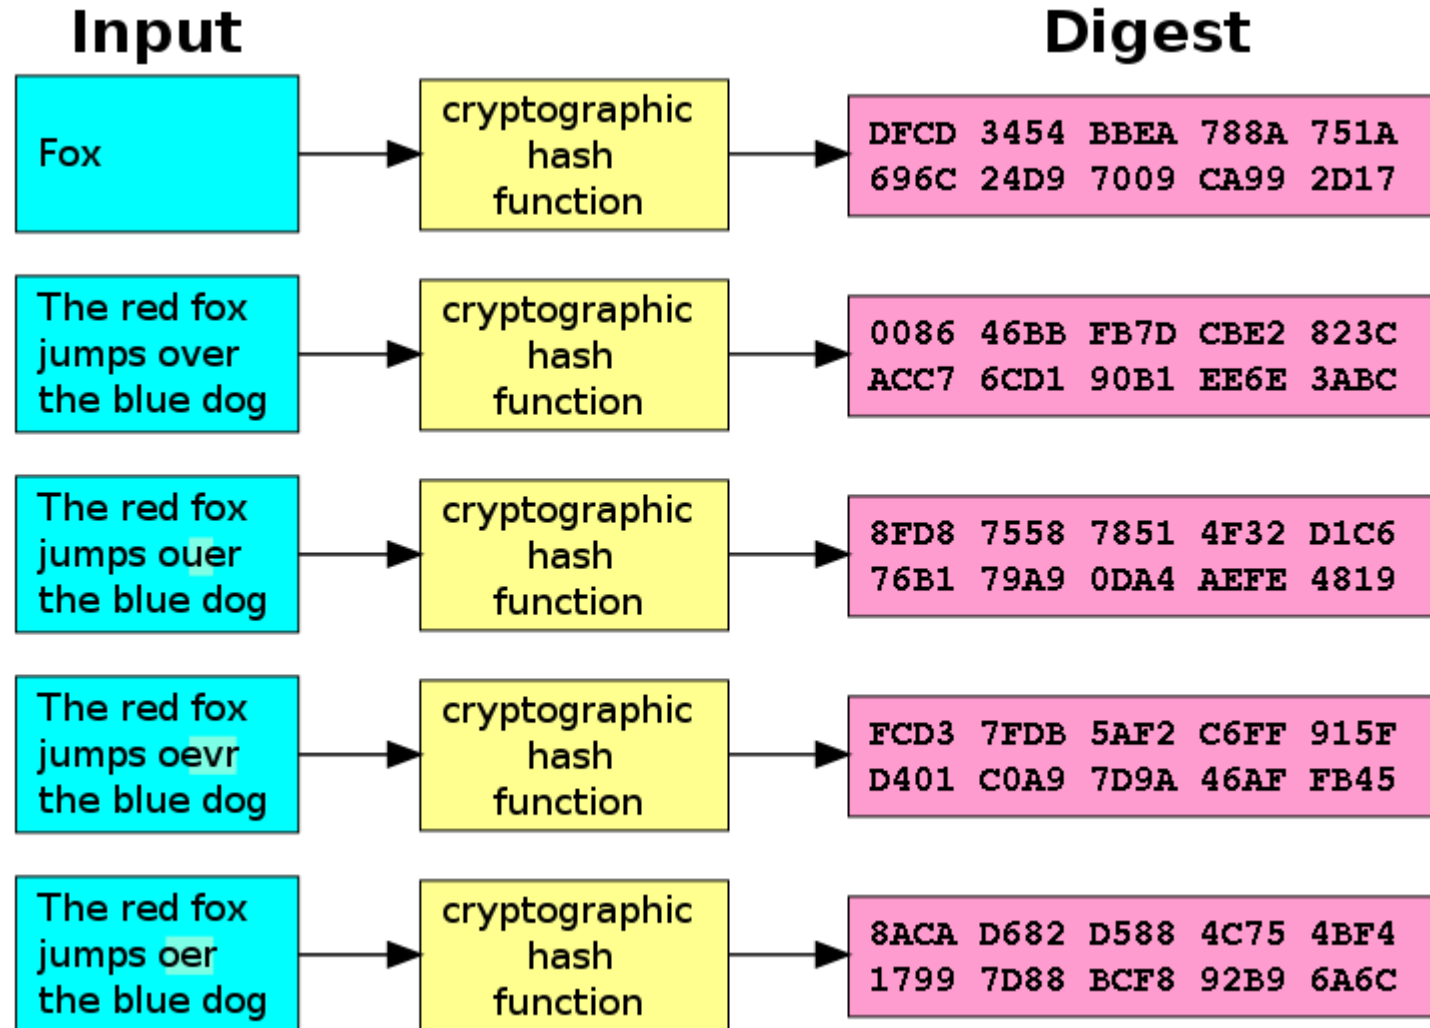 Input Digest
Fox
cryptographic
hash
function
DFCD 3454 BBEA 788A 751A
696C 24D9 7009 CA99 2D17
The red fox
jumps over
the blue dog
cryptographic
hash
function
0086 46BB FB7D CBE2 823C
ACC7 6CD1 90B1 EE6E 3ABC
The red fox
jumps ouer
the blue dog
cryptographic
hash
function
8FD8 7558 7851 4F32 D1C6
76B1 79A9 0DA4 AEFE 4819
The red fox
jumps oevr
the blue dog
cryptographic
hash
function
FCD3 7FDB 5AF2 C6FF 915F
D401 C0A9 7D9A 46AF FB45
The red fox
jumps oer
the blue dog
cryptographic
hash
function
8ACA D682 D588 4C75 4BF4
1799 7D88 BCF8 92B9 6A6C